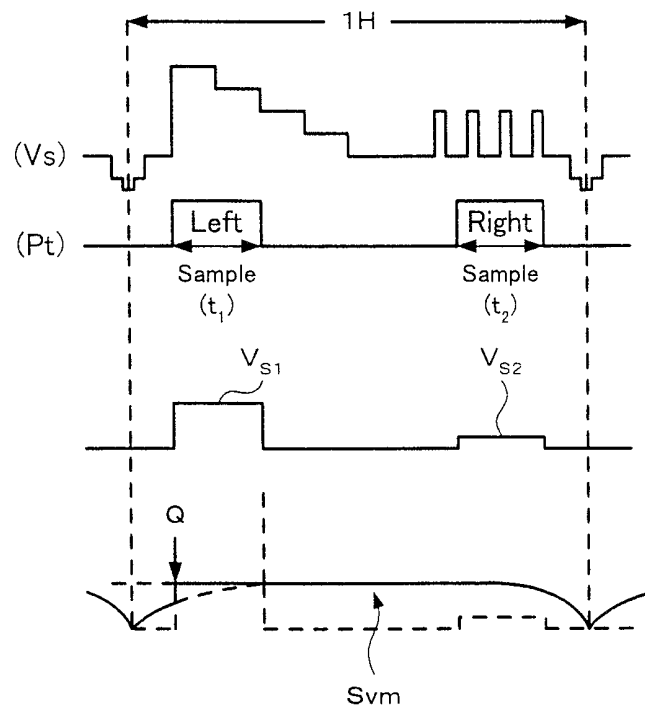 1H
(Vs)
(Pt)
Left
Right
Sample
(t1)
Sample
(t2)
VS1
VS2
Q
Svm